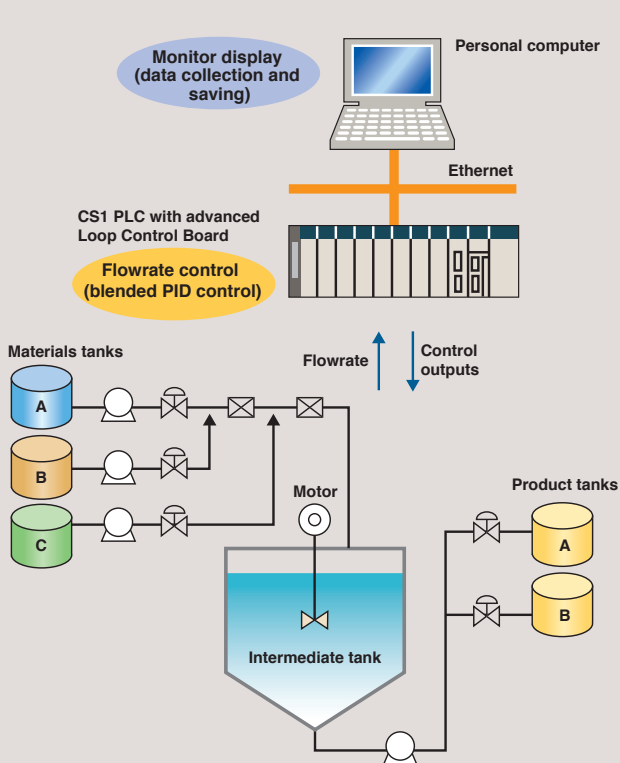 Monitor display
(data collection and
saving)
Personal computer
Ethernet
CS1 PLC with advanced
Loop Control Board
Flowrate control
(blended PID control)
Flowrate
Control
outputs
Materials tanks
A
B
C
Motor
Product tanks
A
B
Intermediate tank